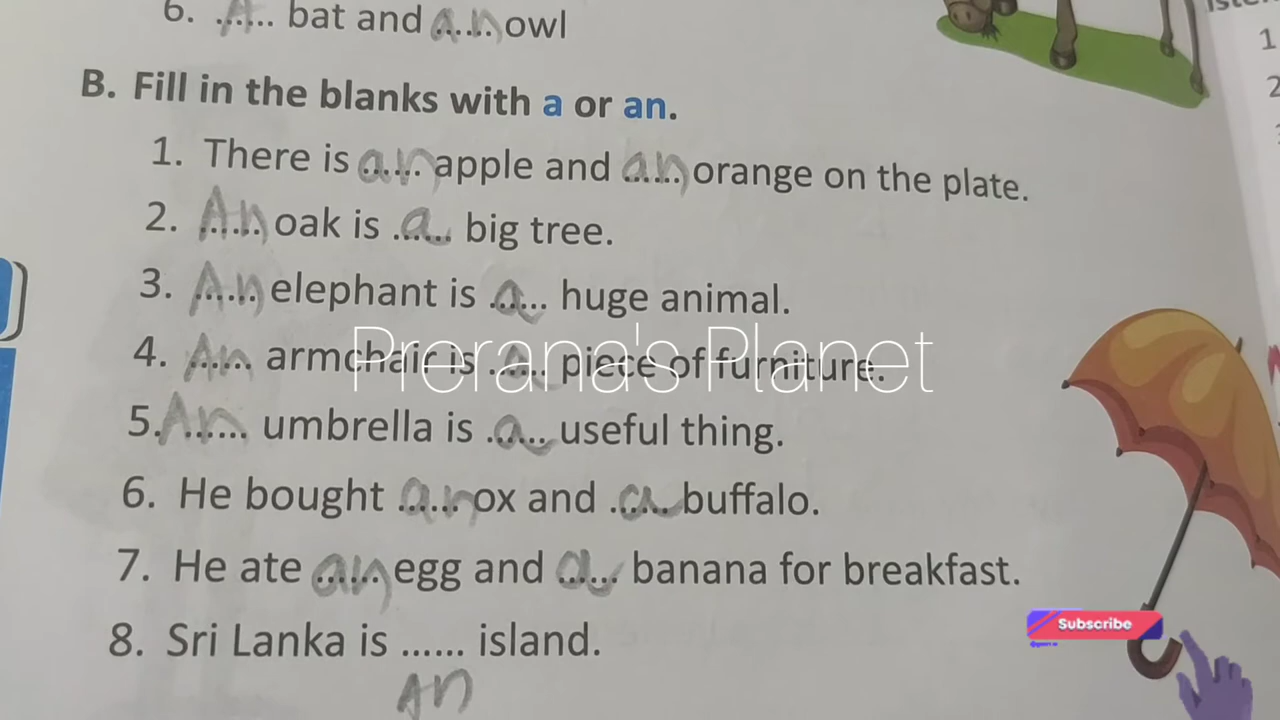 6. A bat and an owl
B. Fill in the blanks with a or an.
1. There is an apple and an orange on the plate.
2. An oak is a big tree.
3. An elephant is a huge animal.
4. An armchair is a piece of furniture.
Prerana's Planet
5. An umbrella is a useful thing.
6. He bought an ox and a buffalo.
7. He ate an egg and a banana for breakfast.
Subscribe
8. Sri Lanka is ...... island.
An
1
2